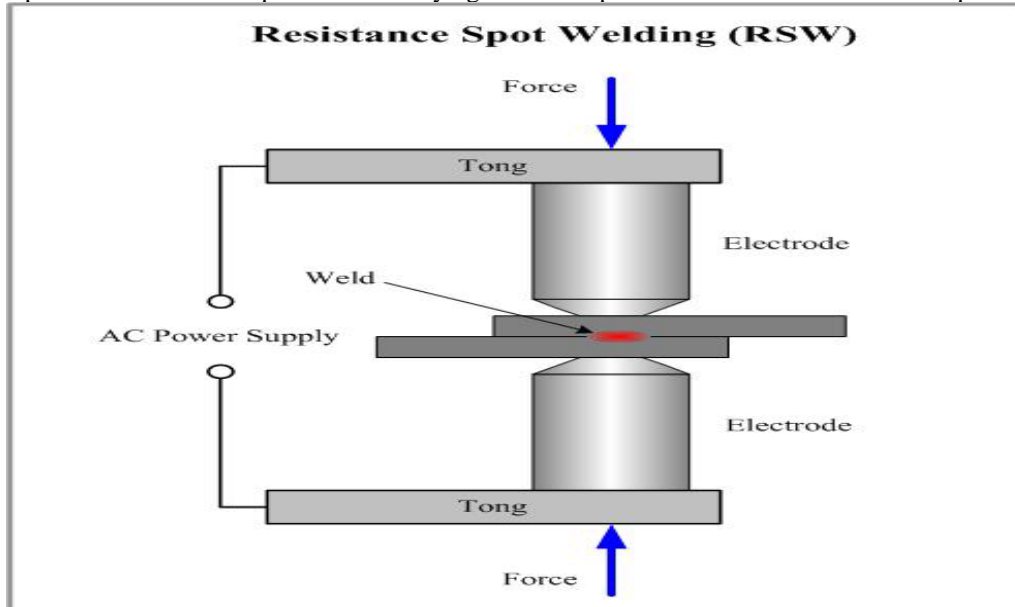 Resistance Spot Welding (RSW)
Force
Tong
Electrode
Weld
AC Power Supply
Electrode
Tong
Force